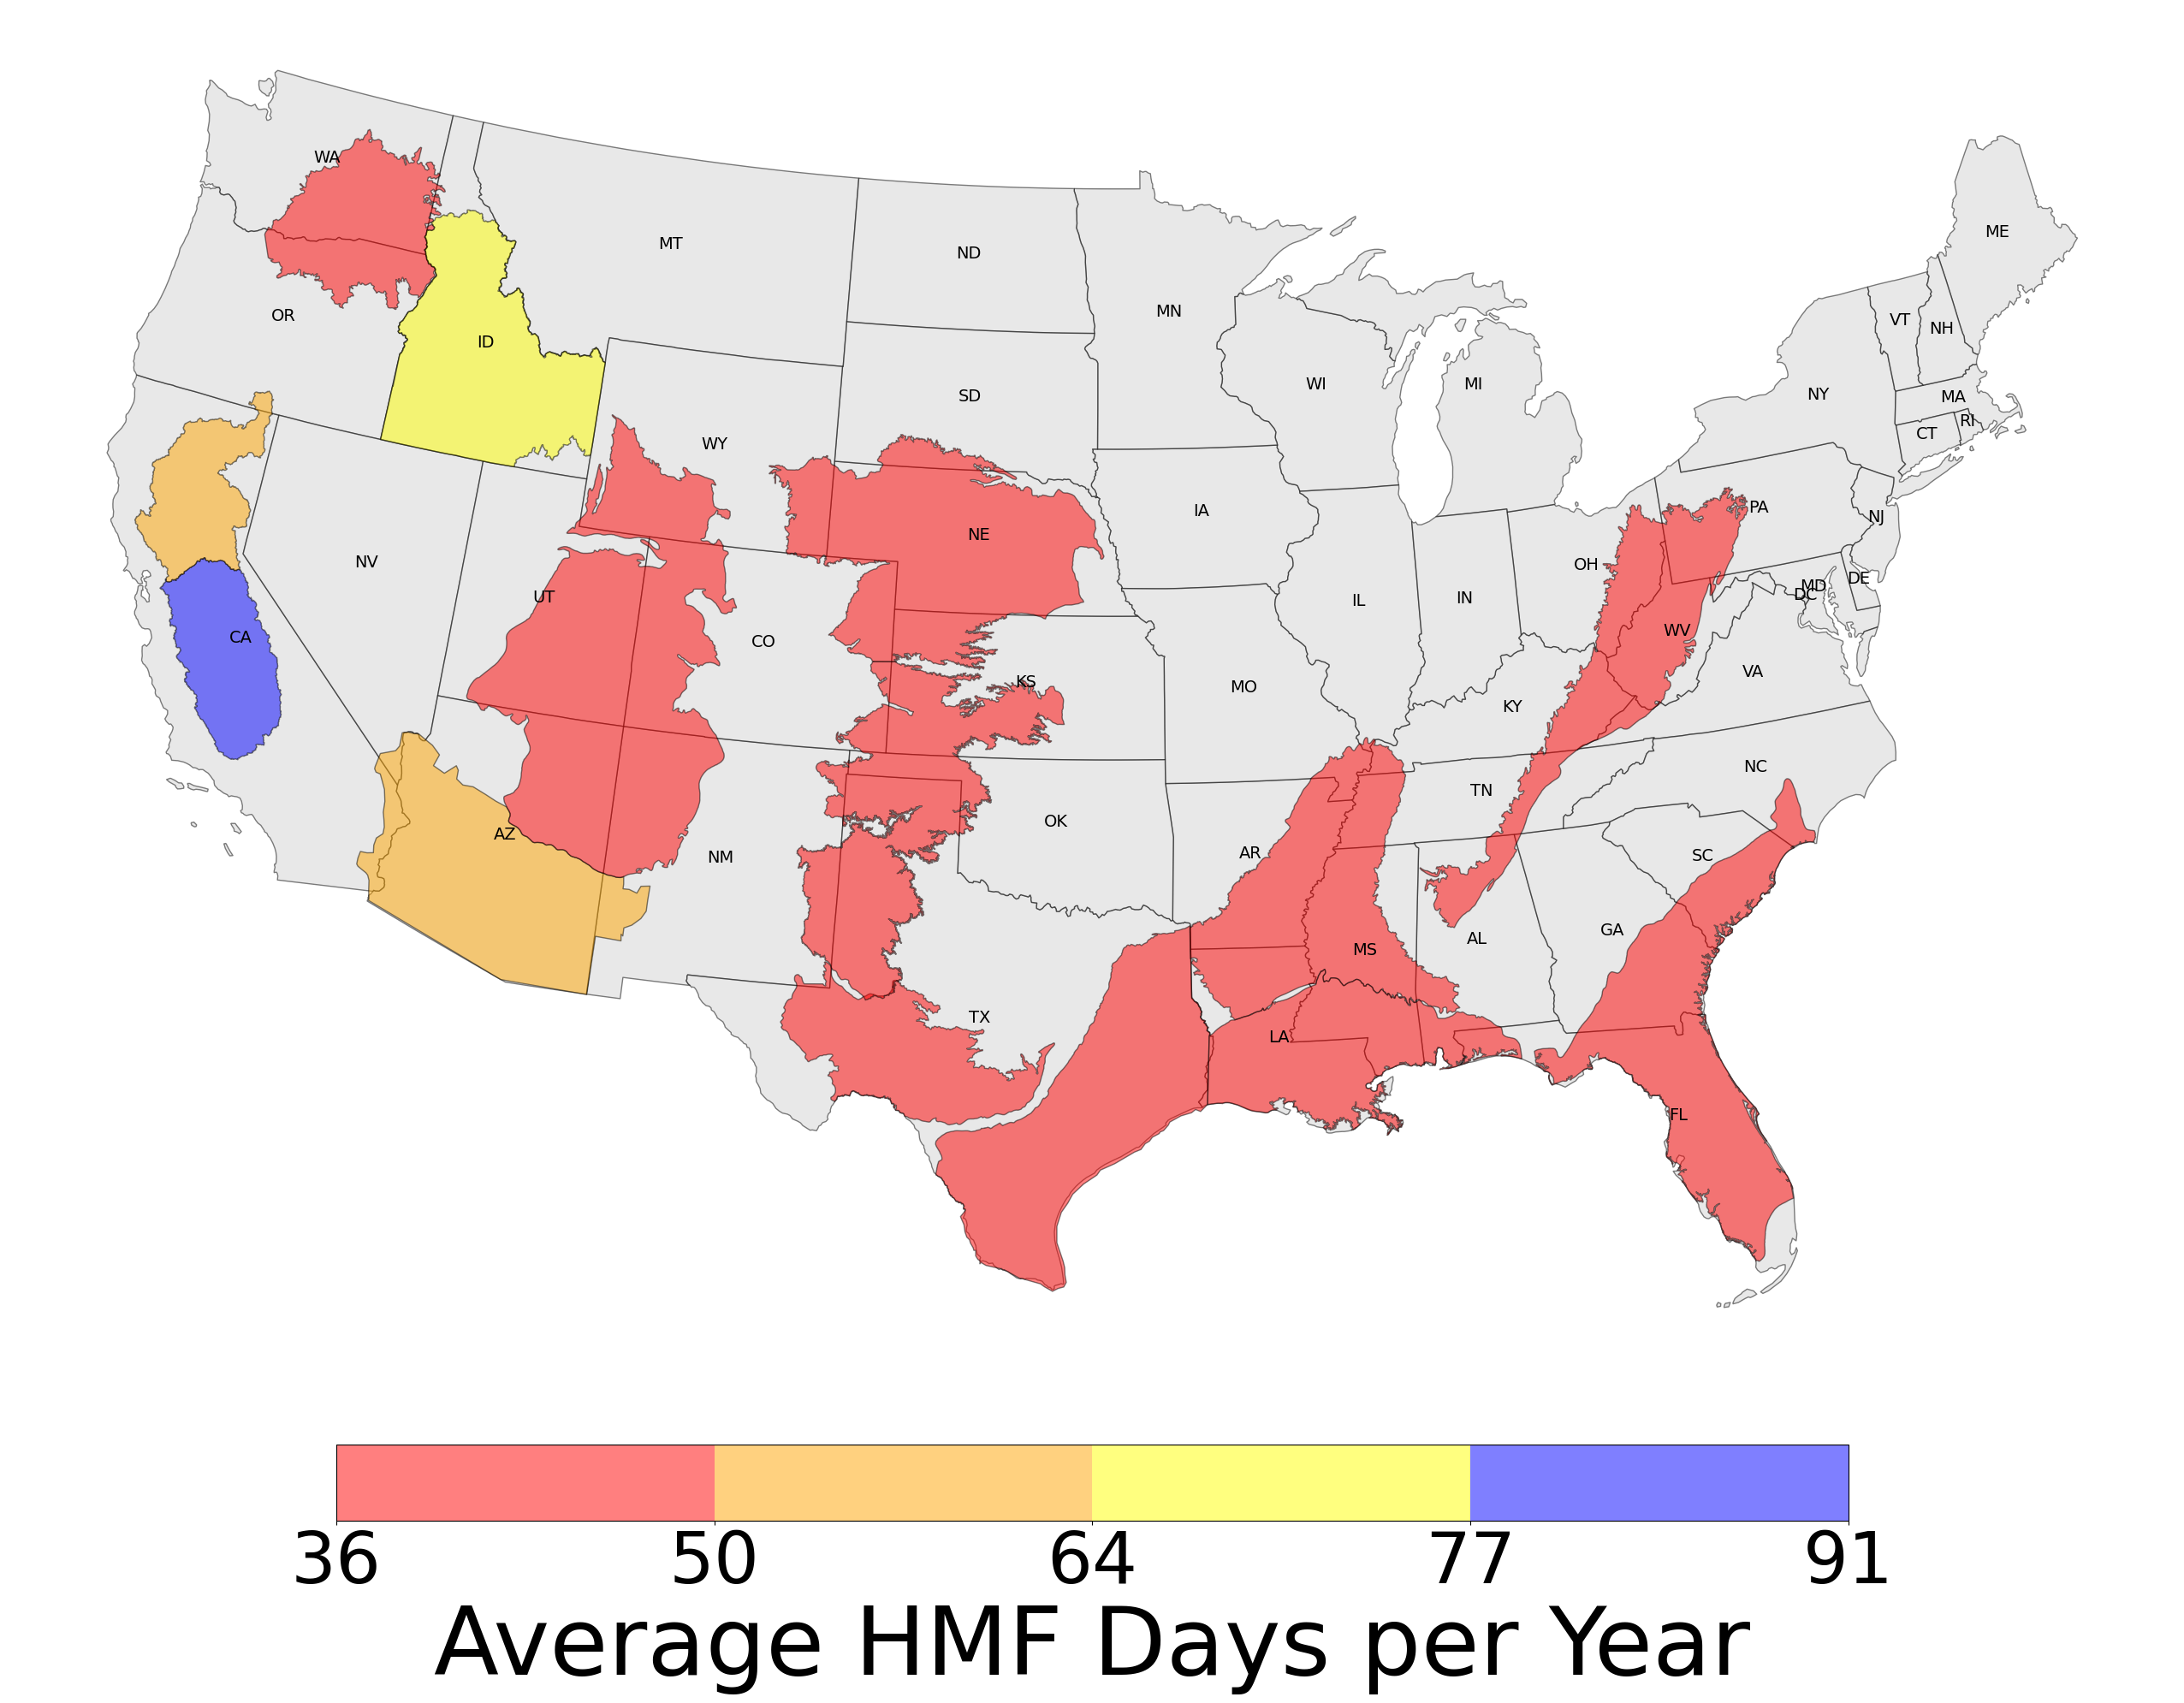 WA
MT
ND
ME
MN
OR
VT
NH
ID
WI
MI
SD
NY
MA
RI
CT
WY
PA
IA
NJ
NE
NV
OH
DE
MD
DC
UT
IL
IN
WV
CA
CO
VA
KS
MO
KY
NC
TN
OK
AZ
AR
SC
NM
GA
AL
MS
TX
LA
FL
36 50 64 77 91
Average HMF Days per Year